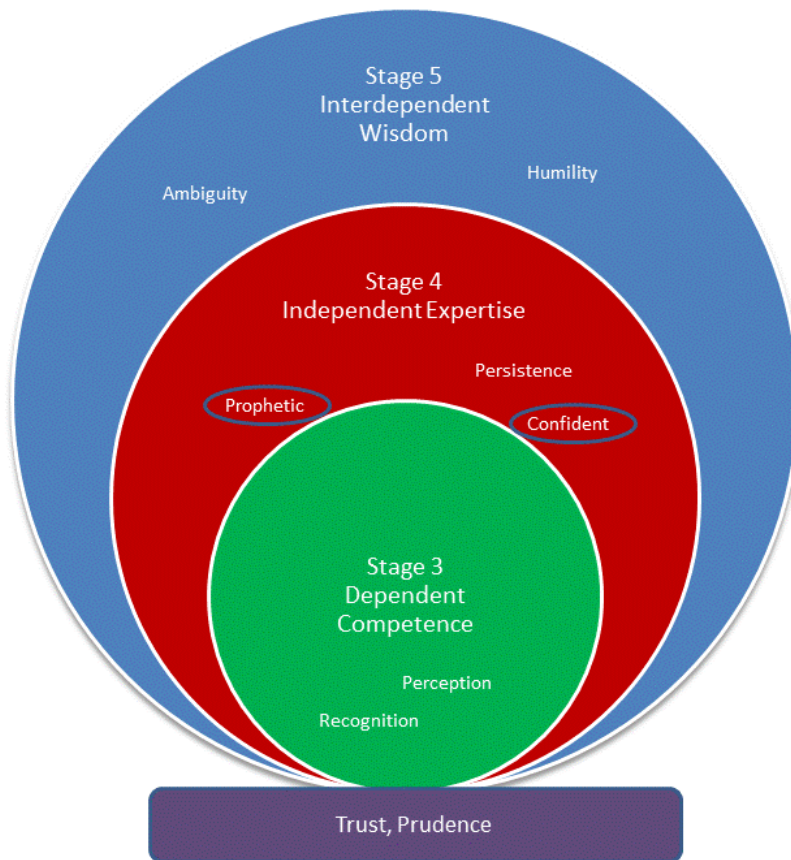 Stage 5
Interdependent
Wisdom
Ambiguity
Humility
Stage 4
Independent Expertise
Persistence
Prophetic
Confident
Stage 3
Dependent
Competence
Perception
Recognition
Trust, Prudence